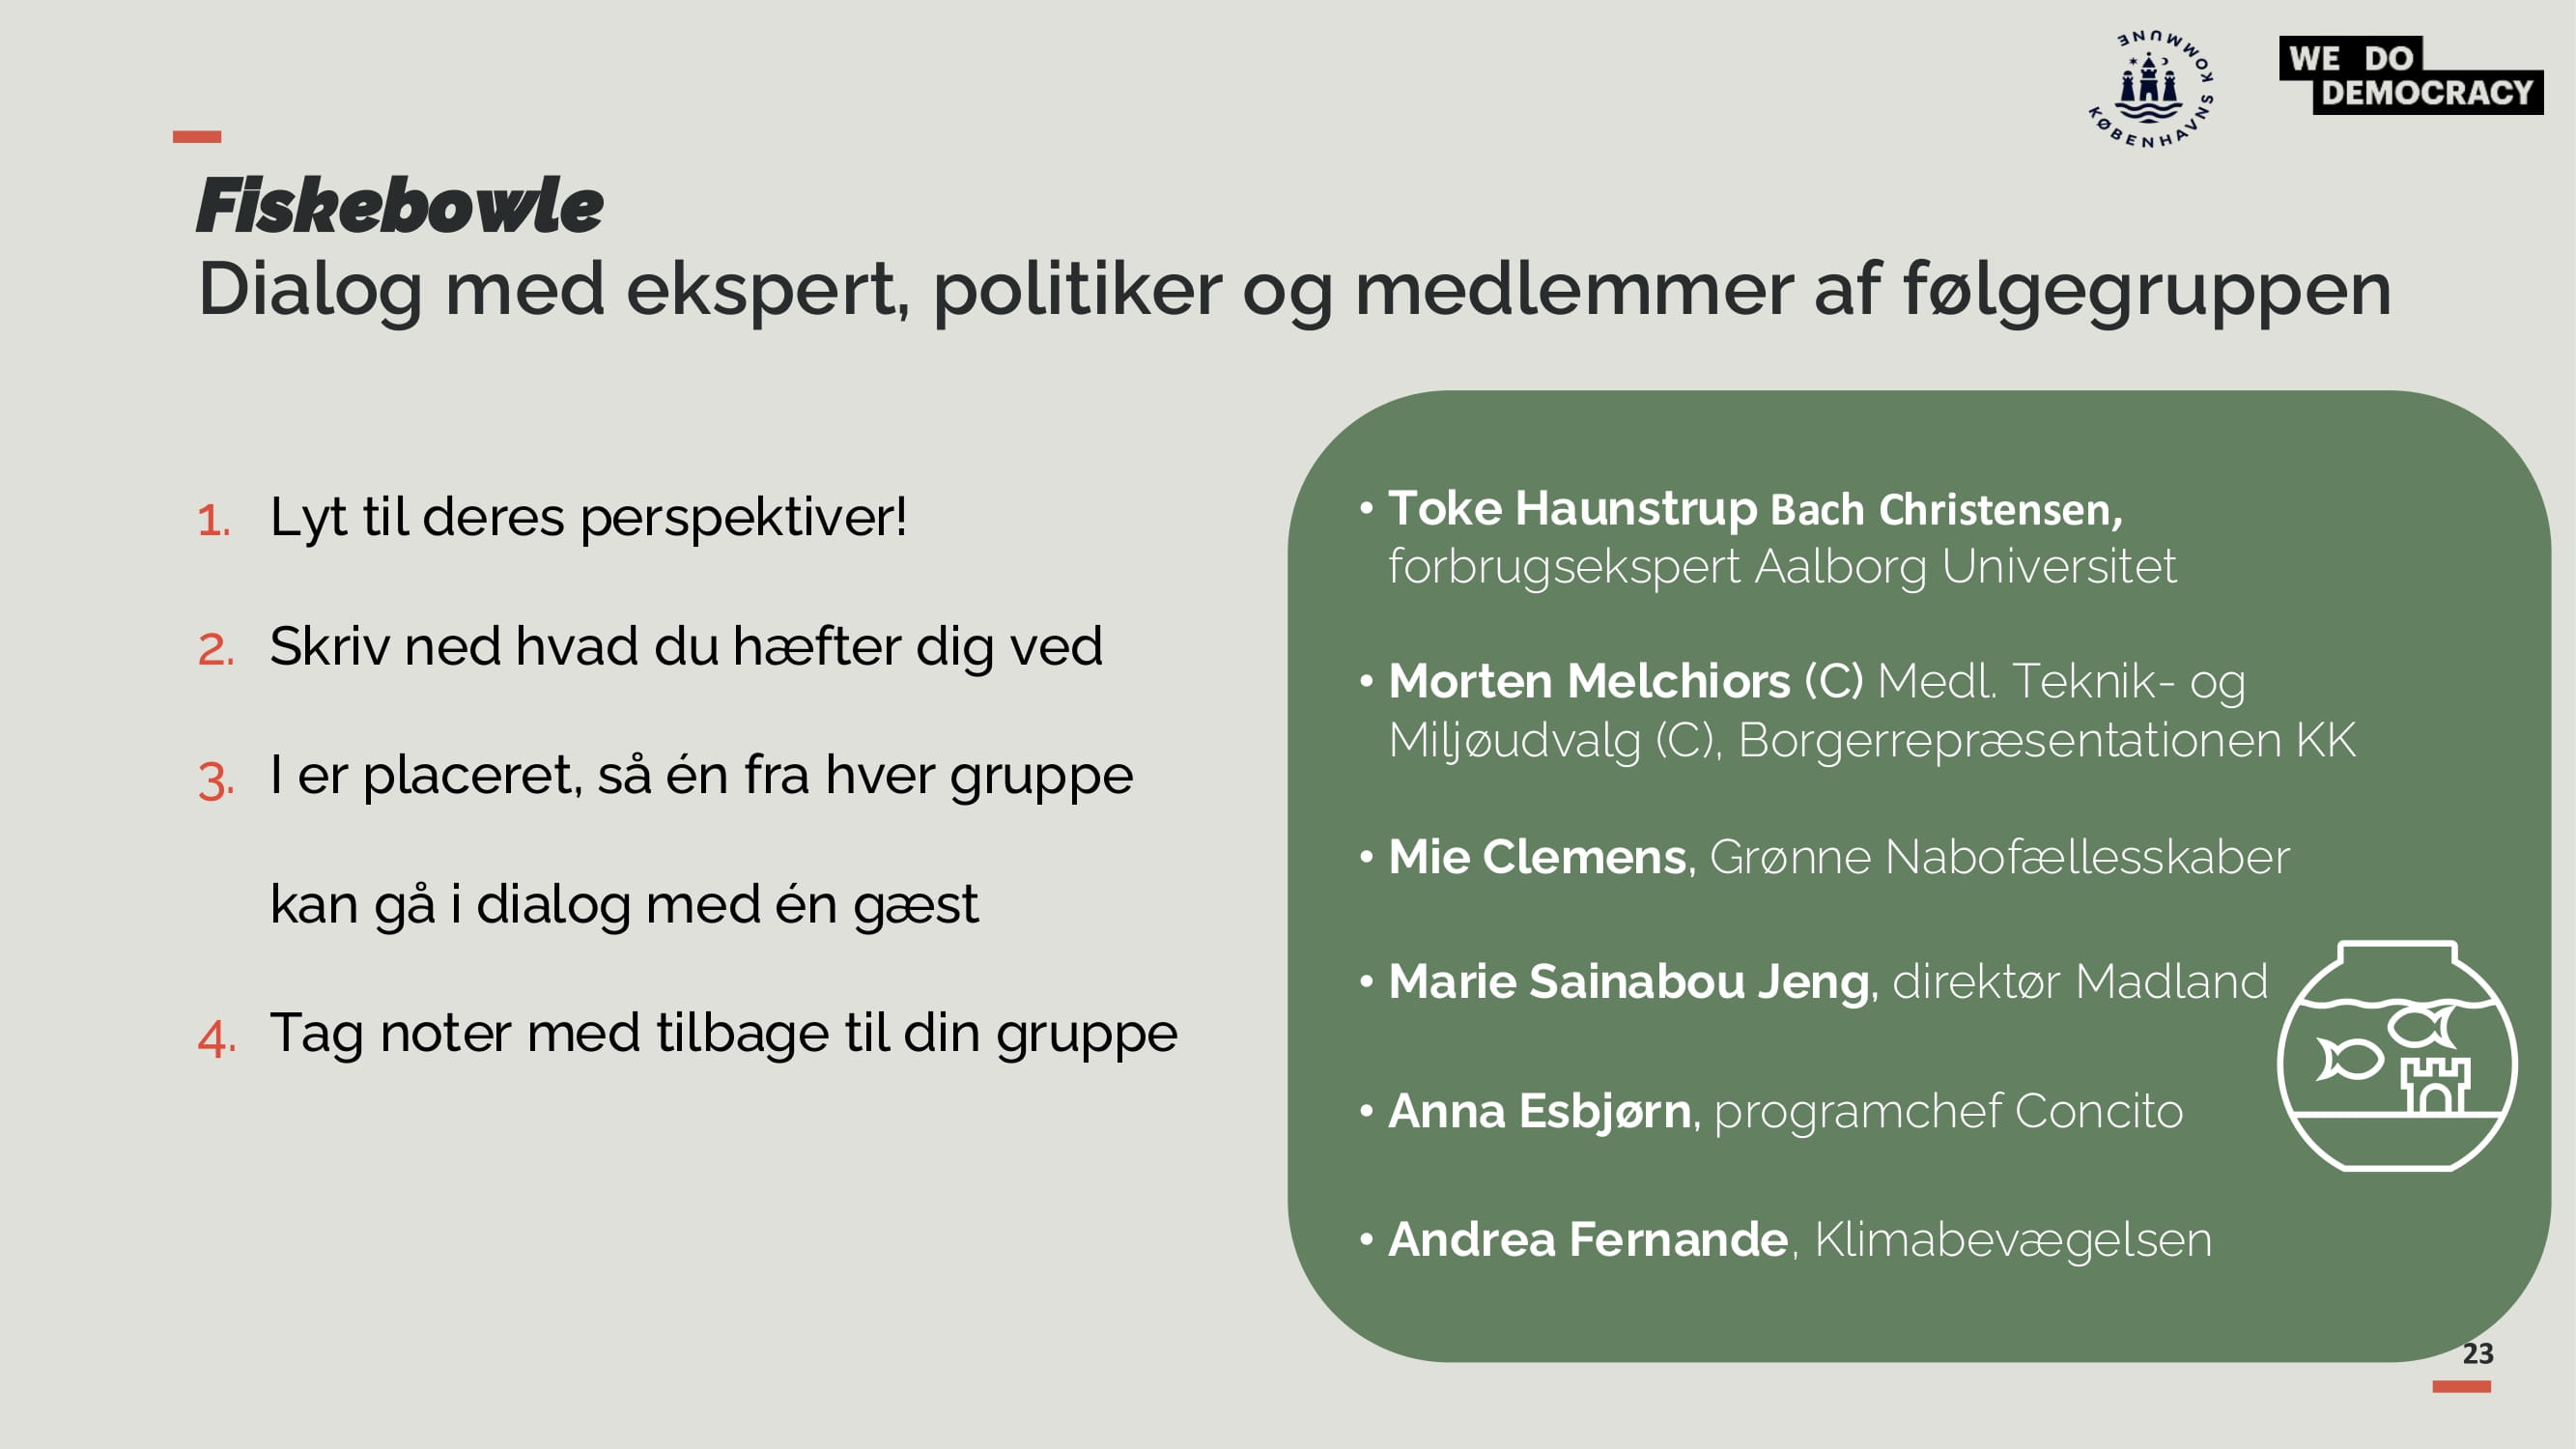 KØBENHAVNS KOMMUNE
WE DO
DEMOCRACY
Fiskebowle
Dialog med ekspert, politiker og medlemmer af følgegruppen
1. Lyt til deres perspektiver!
2. Skriv ned hvad du hæfter dig ved
3. I er placeret, så én fra hver gruppe
kan gå i dialog med én gæst
4. Tag noter med tilbage til din gruppe
• Toke Haunstrup Bach Christensen,
forbrugsekspert Aalborg Universitet
• Morten Melchiors (C) Medl. Teknik- og
Miljøudvalg (C), Borgerrepræsentationen KK
• Mie Clemens, Grønne Nabofællesskaber
• Marie Sainabou Jeng, direktør Madland
• Anna Esbjørn, programchef Concito
• Andrea Fernande, Klimabevægelsen
23